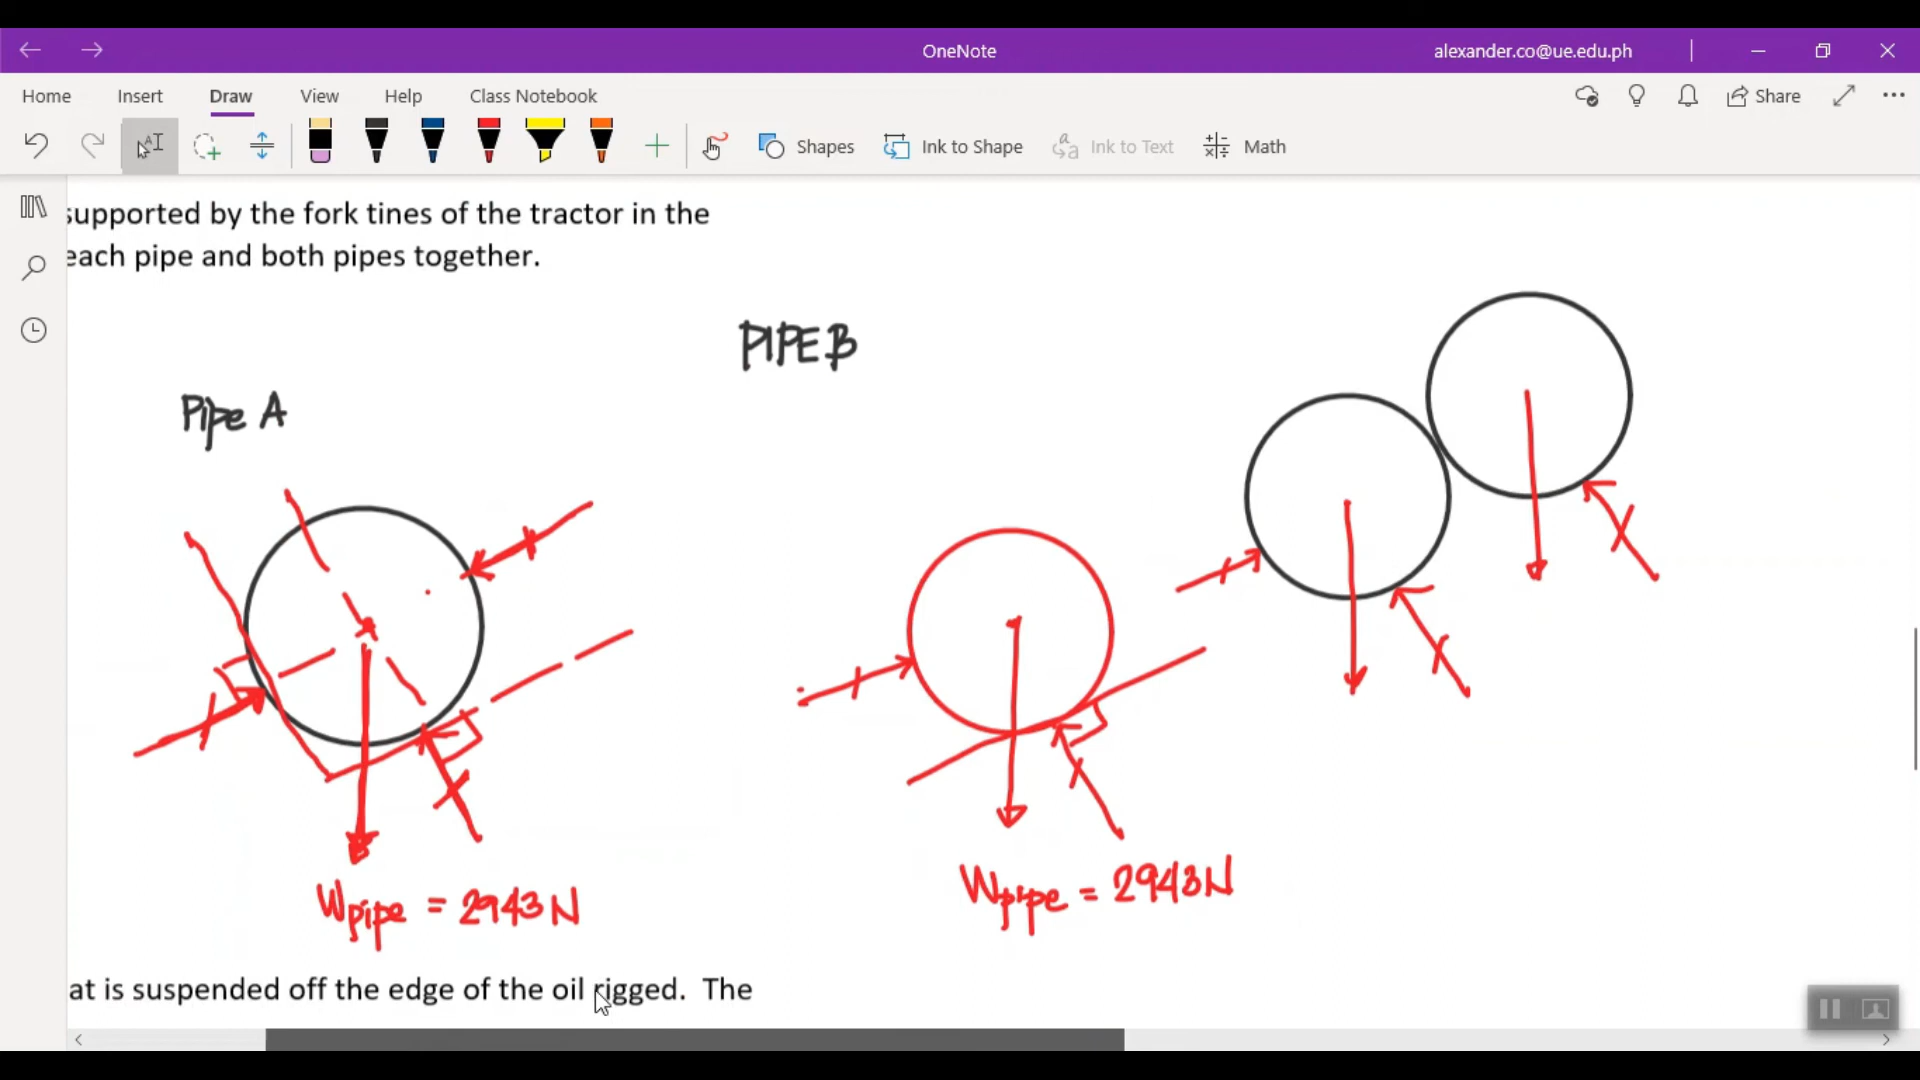 OneNote
alexander.co@ue.edu.ph
Home Insert Draw View Help Class Notebook
Share
Shapes Ink to Shape Ink to Text Math
supported by the fork tines of the tractor in the
each pipe and both pipes together.
PIPE B
Pipe A
Wpipe = 2943 N
Wpipe = 2943 N
at is suspended off the edge of the oil rigged. The